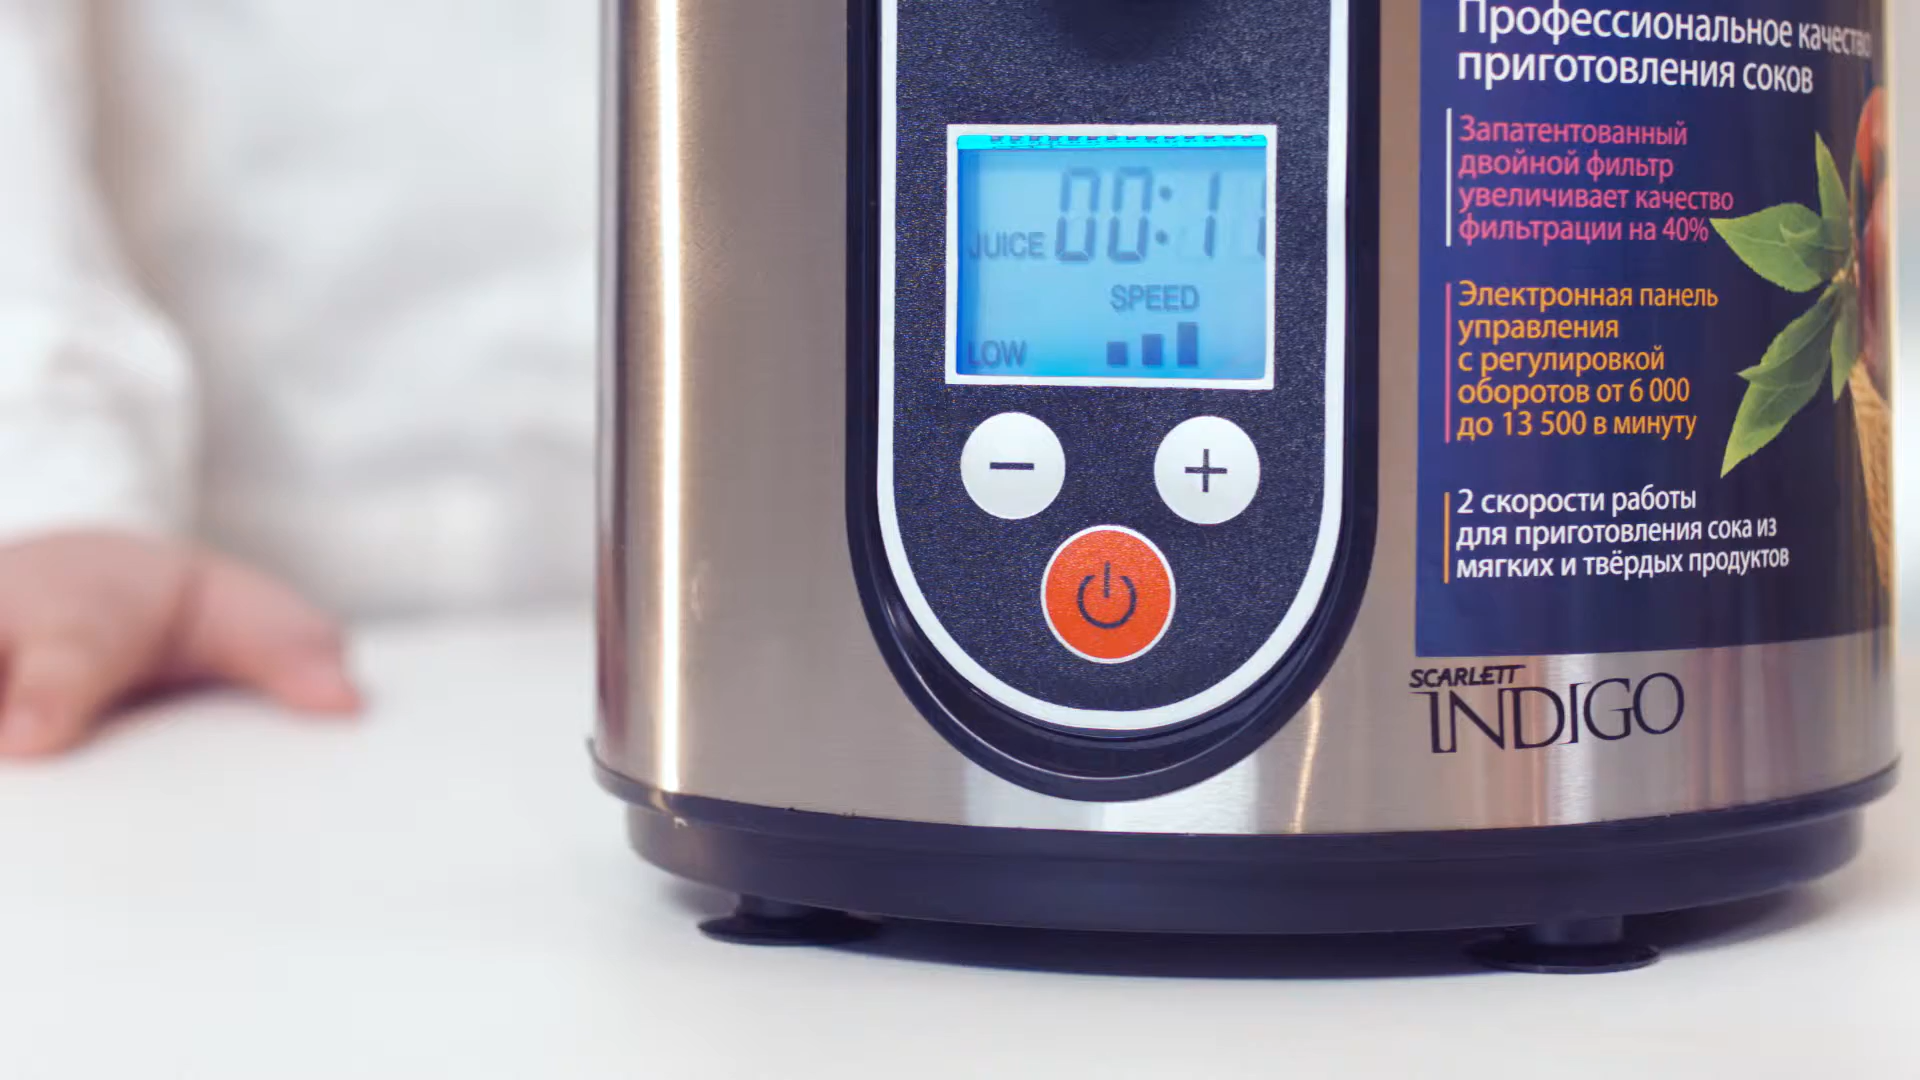 Профессиональное качество
приготовления соков
Запатентованный
двойной фильтр
увеличивает качество
фильтрации на 40%
Электронная панель
управления
с регулировкой
оборотов от 6 000
до 13 500 в минуту
2 скорости работы
для приготовления сока из
мягких и твёрдых продуктов
SCARLETT
INDIGO
JUICE 00:11
SPEED
LOW